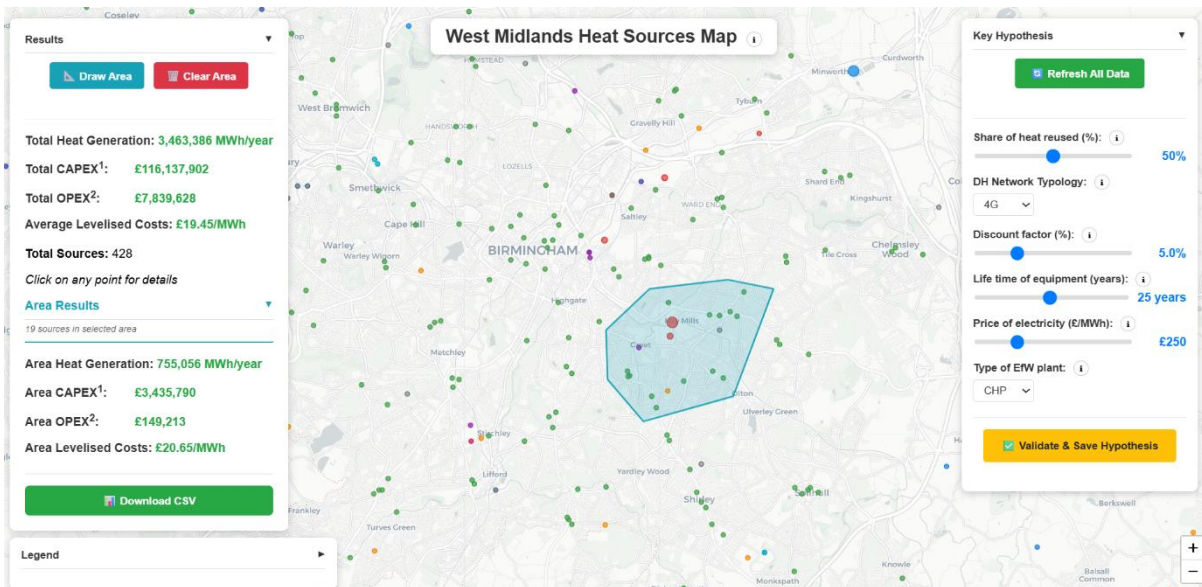 West Midlands Heat Sources Map i
Results ▼
Draw Area
Clear Area
Total Heat Generation: 3,463,386 MWh/year
Total CAPEX1: £116,137,902
Total OPEX2: £7,839,628
Average Levelised Costs: £19.45/MWh
Total Sources: 428
Click on any point for details
Area Results ▼
19 sources in selected area
Area Heat Generation: 755,056 MWh/year
Area CAPEX1: £3,435,790
Area OPEX2: £149,213
Area Levelised Costs: £20.65/MWh
Download CSV
Legend ►
Key Hypothesis ▼
Refresh All Data
Share of heat reused (%): i
50%
DH Network Typology: i
4G
Discount factor (%): i
5.0%
Life time of equipment (years): i
25 years
Price of electricity (£/MWh): i
£250
Type of EfW plant: i
CHP
Validate & Save Hypothesis
Coseley
West Bromwich
HANDSWORTH
Gravelly Hill
Tyburn
Minworth
Curdworth
LOZELLS
Smethwick
Saltley
WARD END
Shard End
Kingshurst
Cape Hill
Warley
Warley Wigorn
BIRMINGHAM
Tile Cross
Chelmsley
Wood
Highgate
Hay Mills
Greet
Metchley
Olton
Ulverley Green
Stirchley
Lifford
Yardley Wood
Shirley
Solihull
Frankley
Turves Green
Berkswell
Knowle
Balsall
Common
Monkspath
+
−